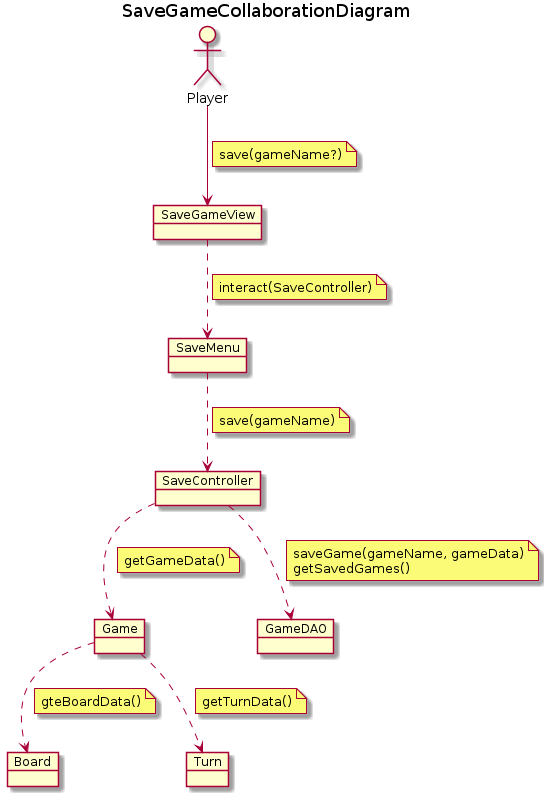 SaveGameCollaborationDiagram
Player
save(gameName?)
SaveGameView
interact(SaveController)
SaveMenu
save(gameName)
SaveController
getGameData()
saveGame(gameName, gameData)
getSavedGames()
Game
GameDAO
gteBoardData()
getTurnData()
Board
Turn